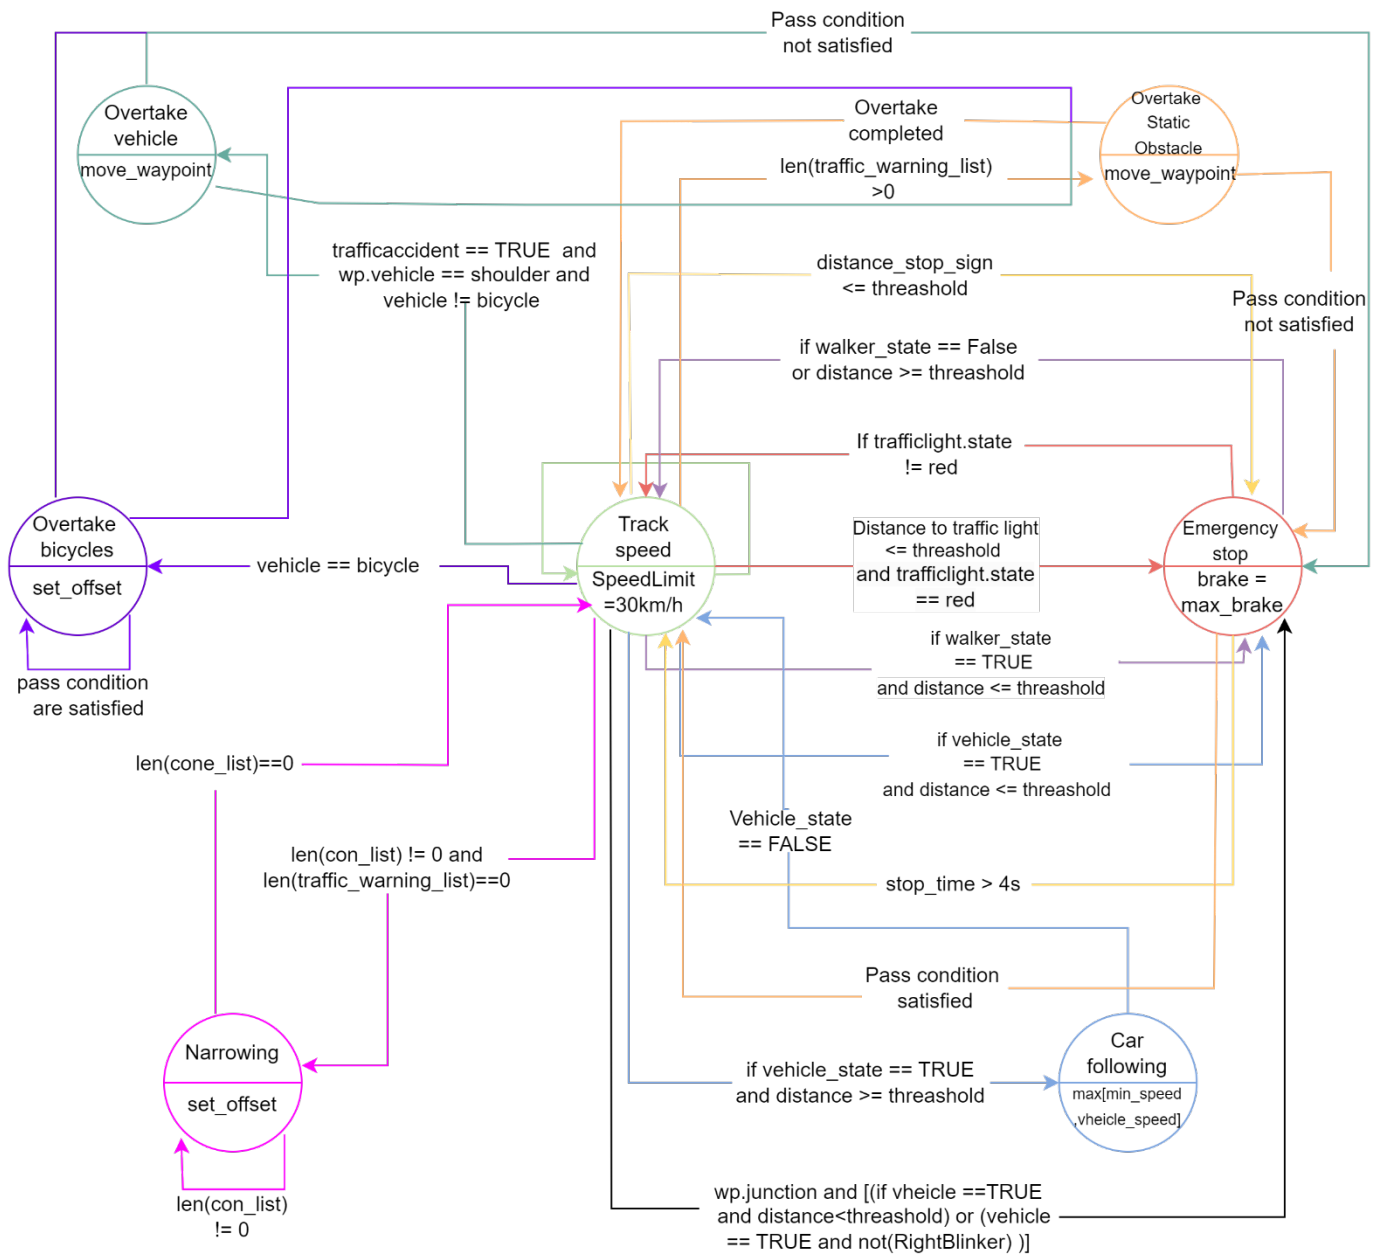 Pass condition
not satisfied
Overtake
vehicle
move_waypoint
Overtake
completed
len(traffic_warning_list)
>0
Overtake
Static
Obstacle
move_waypoint
trafficaccident == TRUE and
wp.vehicle == shoulder and
vehicle != bicycle
distance_stop_sign
<= threashold
Pass condition
not satisfied
if walker_state == False
or distance >= threashold
If trafficlight.state
!= red
Overtake
bicycles
set_offset
vehicle == bicycle
Track
speed
SpeedLimit
=30km/h
Distance to traffic light
<= threashold
and trafficlight.state
== red
Emergency
stop
brake =
max_brake
pass condition
are satisfied
if walker_state
== TRUE
and distance <= threashold
len(cone_list)==0
if vehicle_state
== TRUE
and distance <= threashold
Vehicle_state
== FALSE
len(con_list) != 0 and
len(traffic_warning_list)==0
stop_time > 4s
Pass condition
satisfied
Narrowing
set_offset
if vehicle_state == TRUE
and distance >= threashold
Car
following
max[min_speed
,vheicle_speed]
len(con_list)
!= 0
wp.junction and [(if vheicle ==TRUE
and distance<threashold) or (vehicle
== TRUE and not(RightBlinker) )]